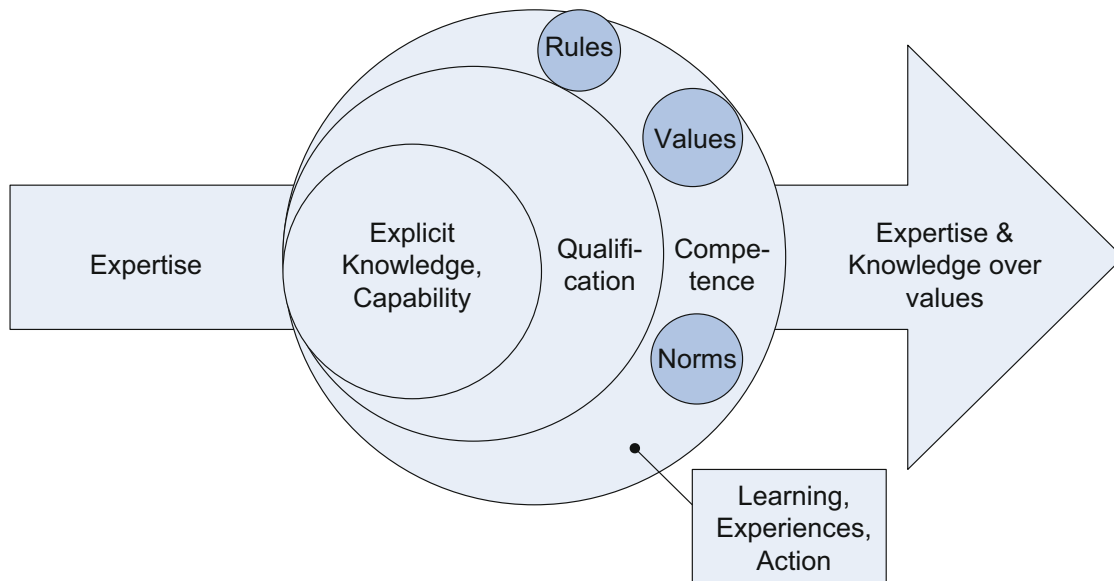 Rules
Values
Expertise
Explicit
Knowledge,
Capability
Qualifi-
cation
Compe-
tence
Expertise &
Knowledge over
values
Norms
Learning,
Experiences,
Action